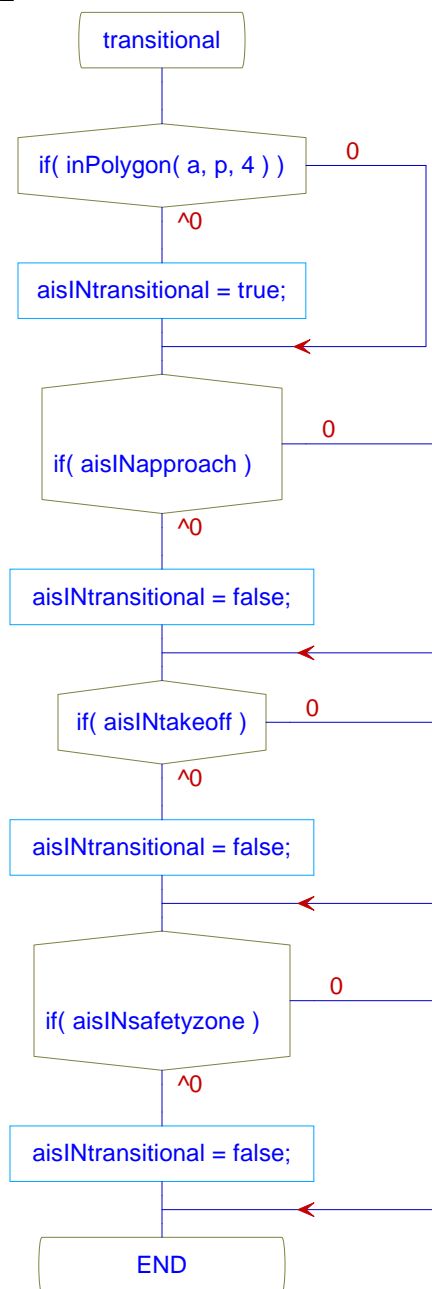 transitional
if( inPolygon( a, p, 4 ) )
0
^0
aisINtransitional = true;
if( aisINapproach )
0
^0
aisINtransitional = false;
if( aisINtakeoff )
0
^0
aisINtransitional = false;
if( aisINsafetyzone )
0
^0
aisINtransitional = false;
END